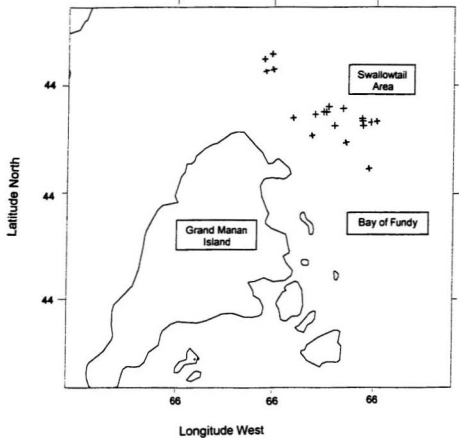 44
Swallowtail
Area
Latitude North
44
Grand Manan
Island
Bay of Fundy
44
66
66
66
Longitude West